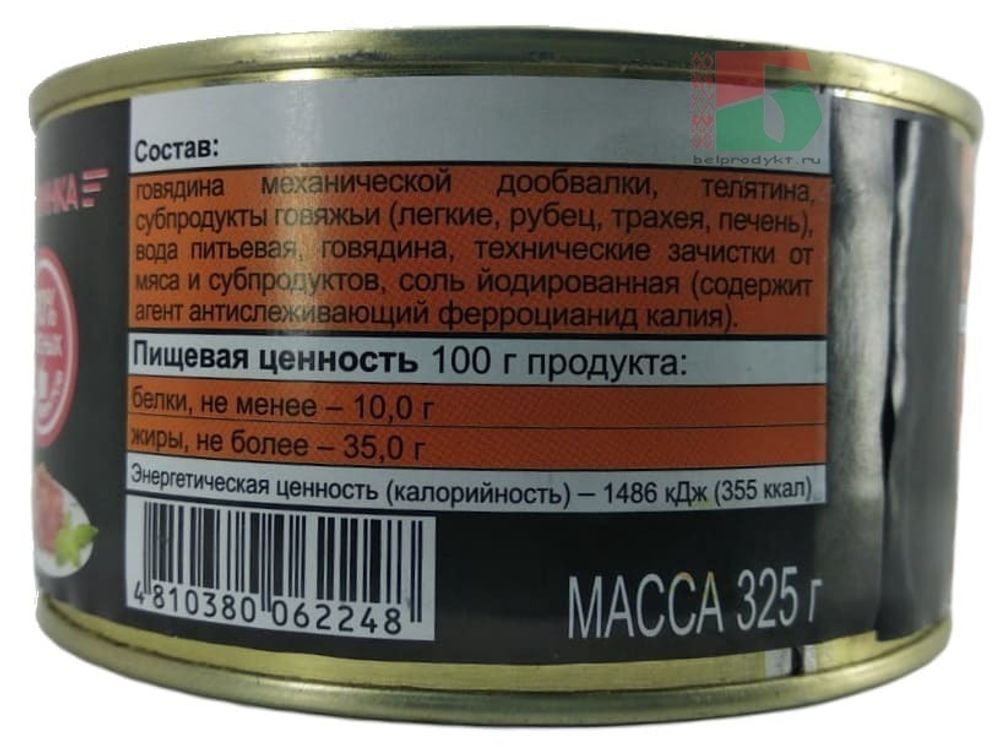 belprodykt.ru
Состав:
говядина механической дообвалки, телятина,
субпродукты говяжьи (легкие, рубец, трахея, печень),
вода питьевая, говядина, технические зачистки от
мяса и субпродуктов, соль йодированная (содержит
агент антислеживающий ферроцианид калия).
Пищевая ценность 100 г продукта:
белки, не менее – 10,0 г
жиры, не более – 35,0 г
Энергетическая ценность (калорийность) – 1486 кДж (355 ккал)
4 810380 062248
МАССА 325 г